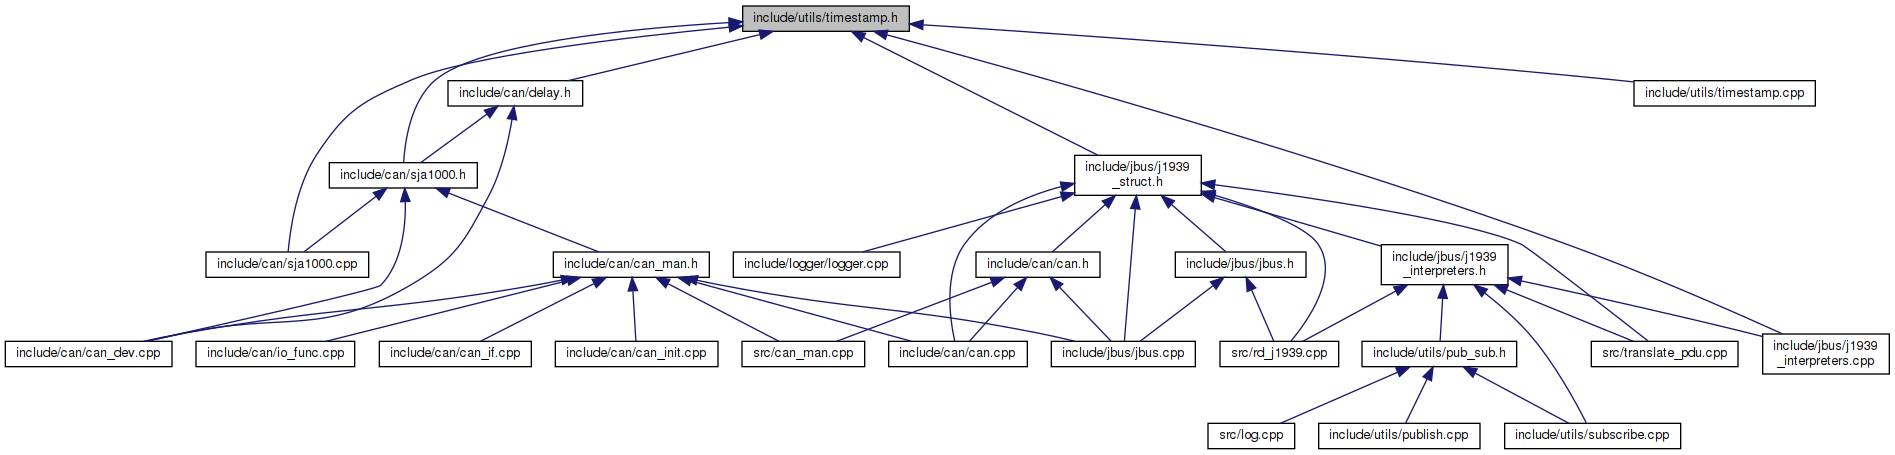 include/utils/timestamp.h
include/can/delay.h
include/utils/timestamp.cpp
include/can/sja1000.h
include/jbus/j1939
_struct.h
include/can/sja1000.cpp
include/can/can_man.h
include/logger/logger.cpp
include/can/can.h
include/jbus/jbus.h
include/jbus/j1939
_interpreters.h
include/can/can_dev.cpp
include/can/io_func.cpp
include/can/can_if.cpp
include/can/can_init.cpp
src/can_man.cpp
include/can/can.cpp
include/jbus/jbus.cpp
src/rd_j1939.cpp
include/utils/pub_sub.h
src/translate_pdu.cpp
include/jbus/j1939
_interpreters.cpp
src/log.cpp
include/utils/publish.cpp
include/utils/subscribe.cpp